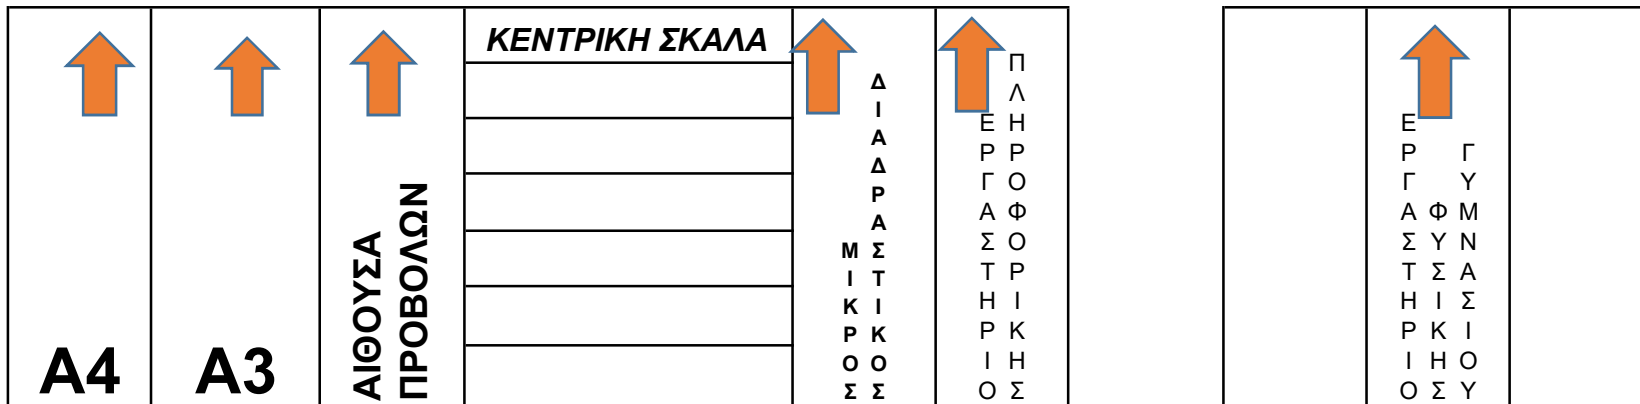 Α4
Α3
ΑΙΘΟΥΣΑ
ΠΡΟΒΟΛΩΝ
ΚΕΝΤΡΙΚΗ ΣΚΑΛΑ
ΜΙΚΡΟΣ
ΔΙΑΔΡΑΣΤΙΚΟΣ
ΕΡΓΑΣΤΗΡΙΟ
ΠΛΗΡΟΦΟΡΙΚΗΣ
ΕΡΓΑΣΤΗΡΙΟ
ΦΥΣΙΚΗΣ
ΓΥΜΝΑΣΙΟΥ